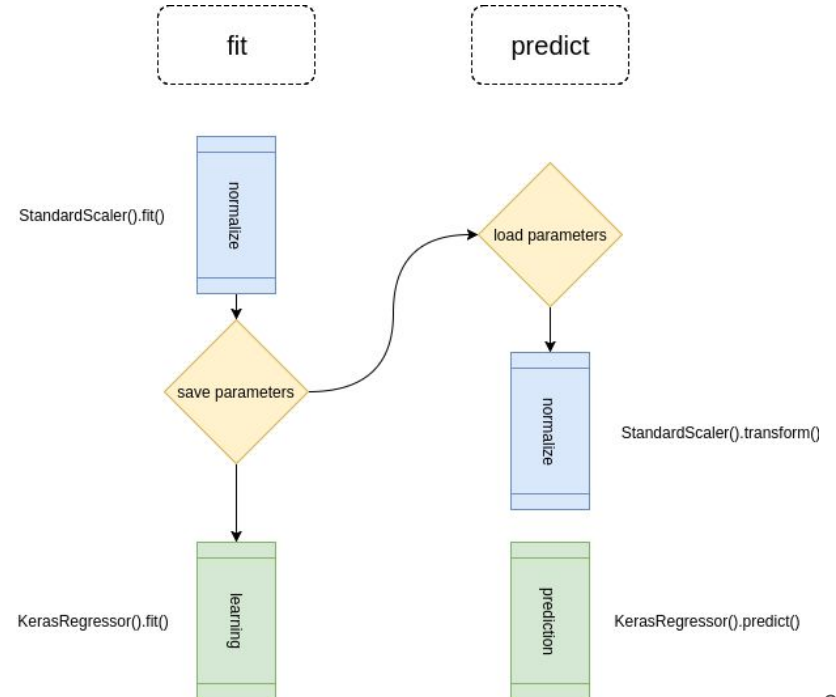 fit
predict
normalize
StandardScaler().fit()
load parameters
save parameters
normalize
StandardScaler().transform()
learning
KerasRegressor().fit()
prediction
KerasRegressor().predict()